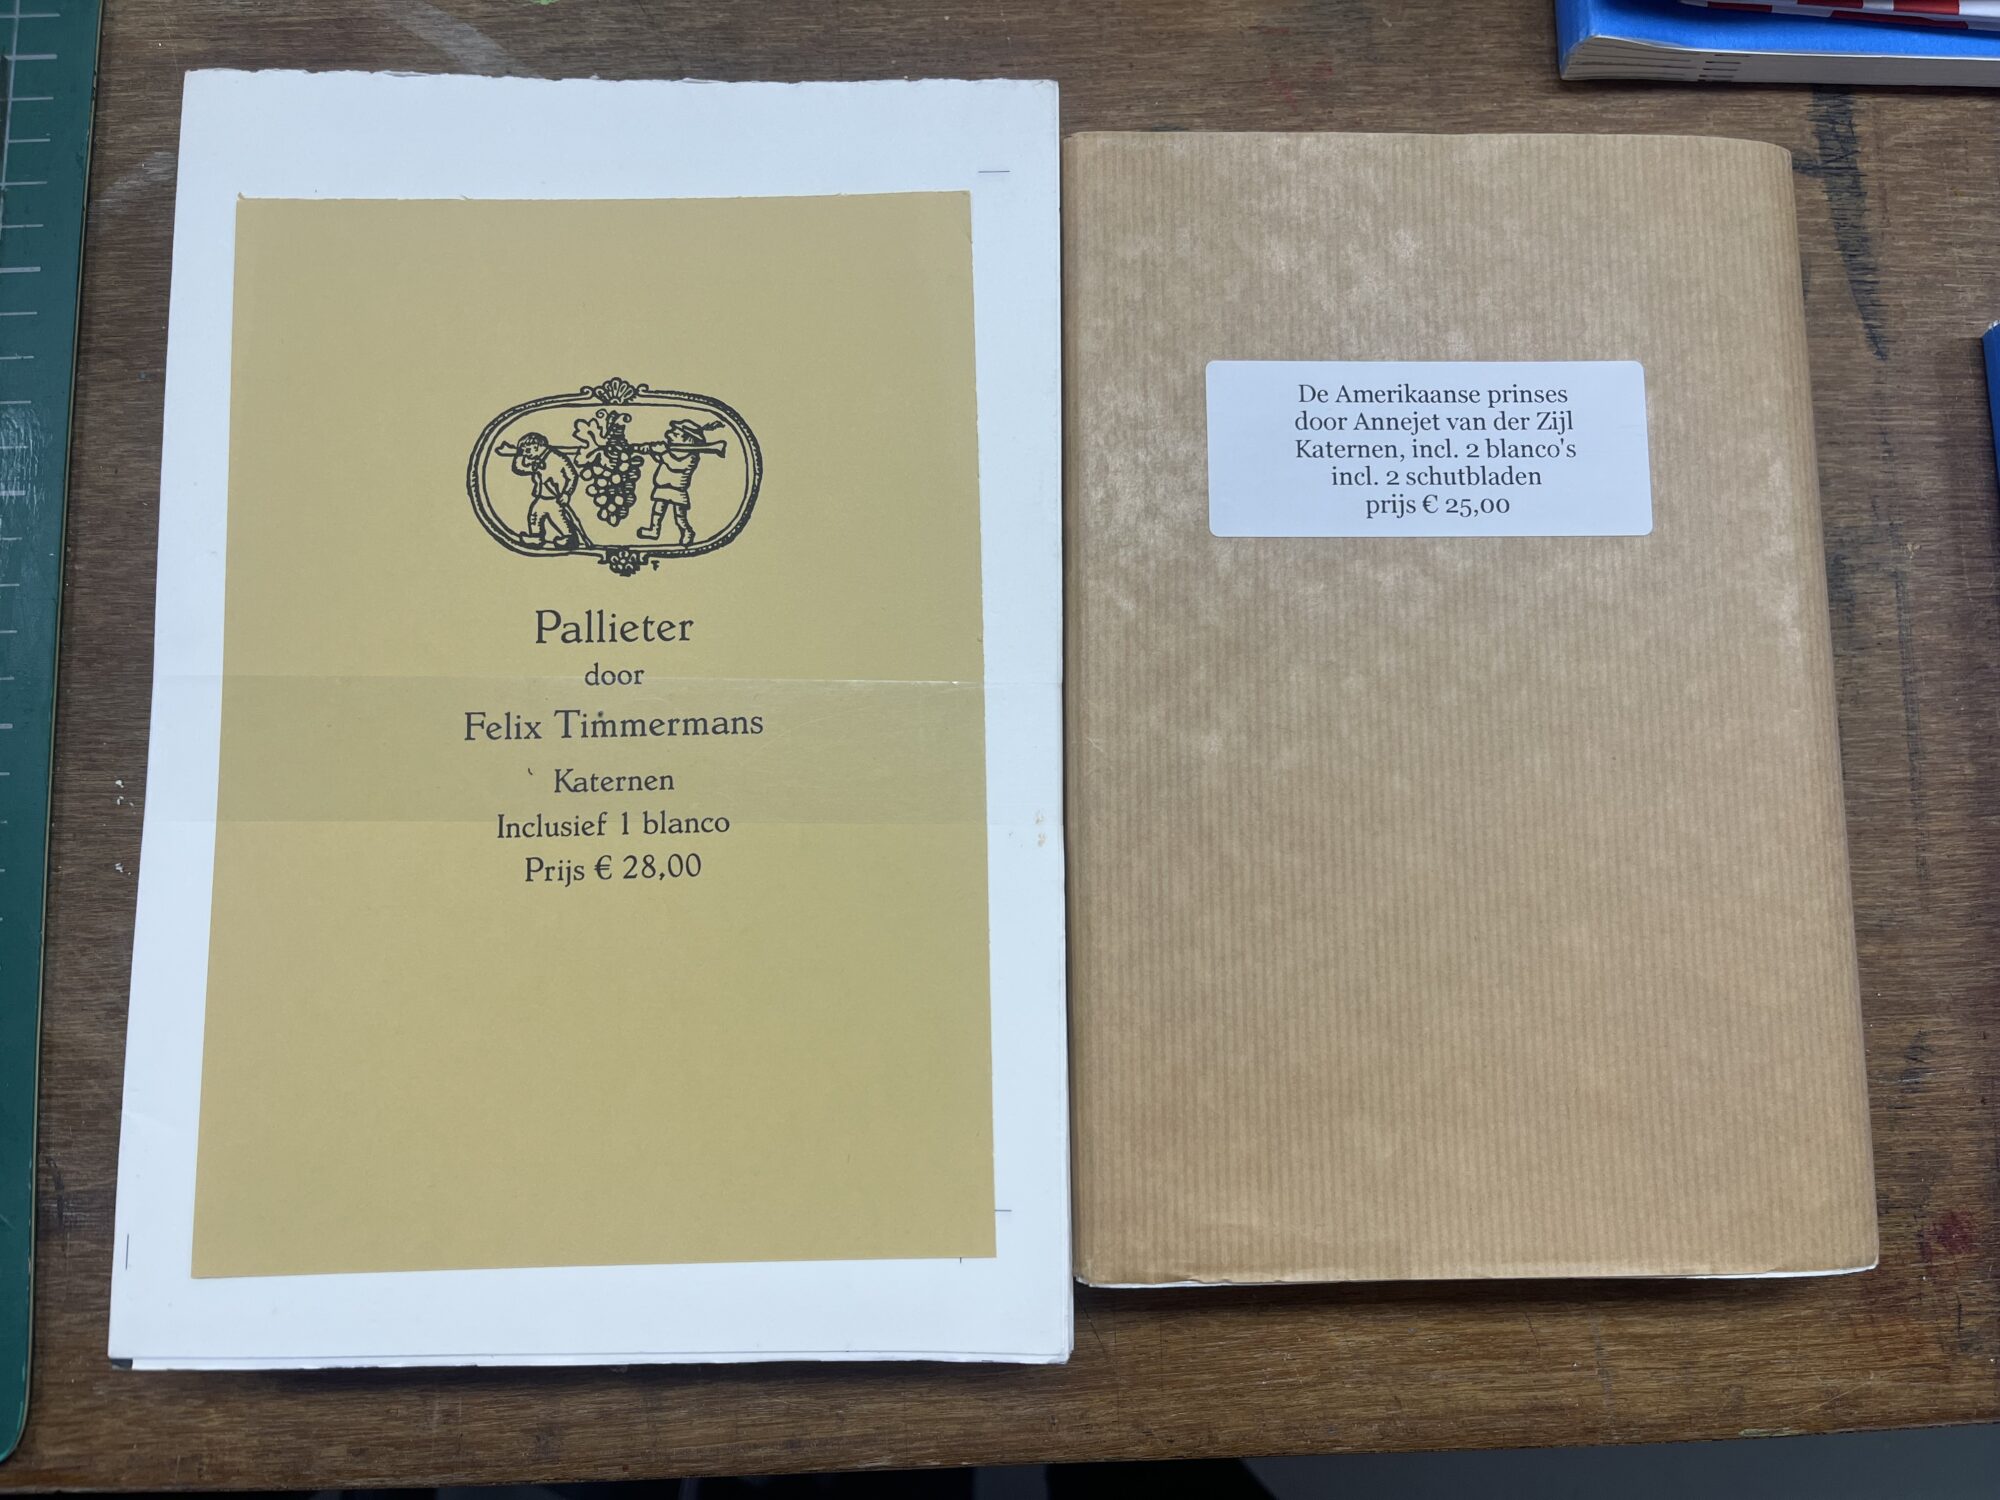 Pallieter
door
Felix Timmermans
Katernen
Inclusief 1 blanco
Prijs € 28,00
De Amerikaanse prinses
door Annejet van der Zijl
Katernen, incl. 2 blanco's
incl. 2 schutbladen
prijs € 25,00